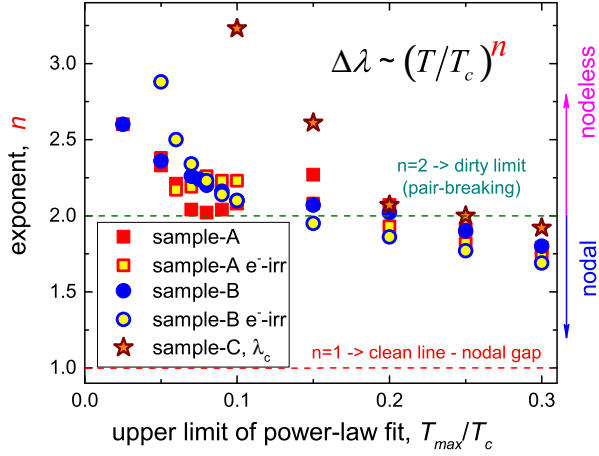 Δλ ~ (T/T_c)^n
3.0
2.5
2.0
1.5
1.0
exponent, n
n=2 -> dirty limit
(pair-breaking)
sample-A
sample-A e⁻-irr
sample-B
sample-B e⁻-irr
sample-C, λ_c
n=1 -> clean line - nodal gap
nodeless
nodal
0.0 0.1 0.2 0.3
upper limit of power-law fit, T_max/T_c